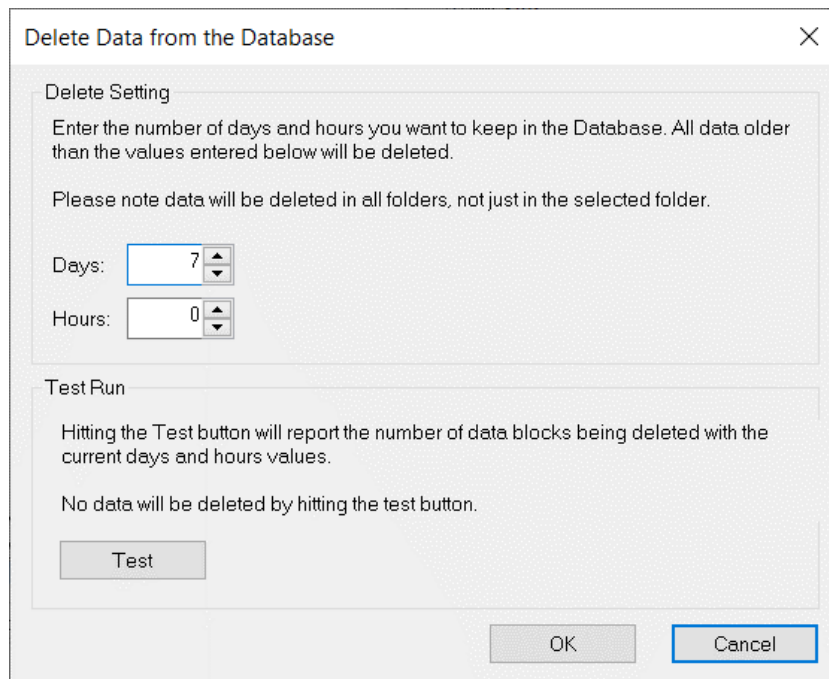 Delete Data from the Database
Delete Setting
Enter the number of days and hours you want to keep in the Database. All data older
than the values entered below will be deleted.
Please note data will be deleted in all folders, not just in the selected folder.
Days: 7
Hours: 0
Test Run
Hitting the Test button will report the number of data blocks being deleted with the
current days and hours values.
No data will be deleted by hitting the test button.
Test
OK Cancel